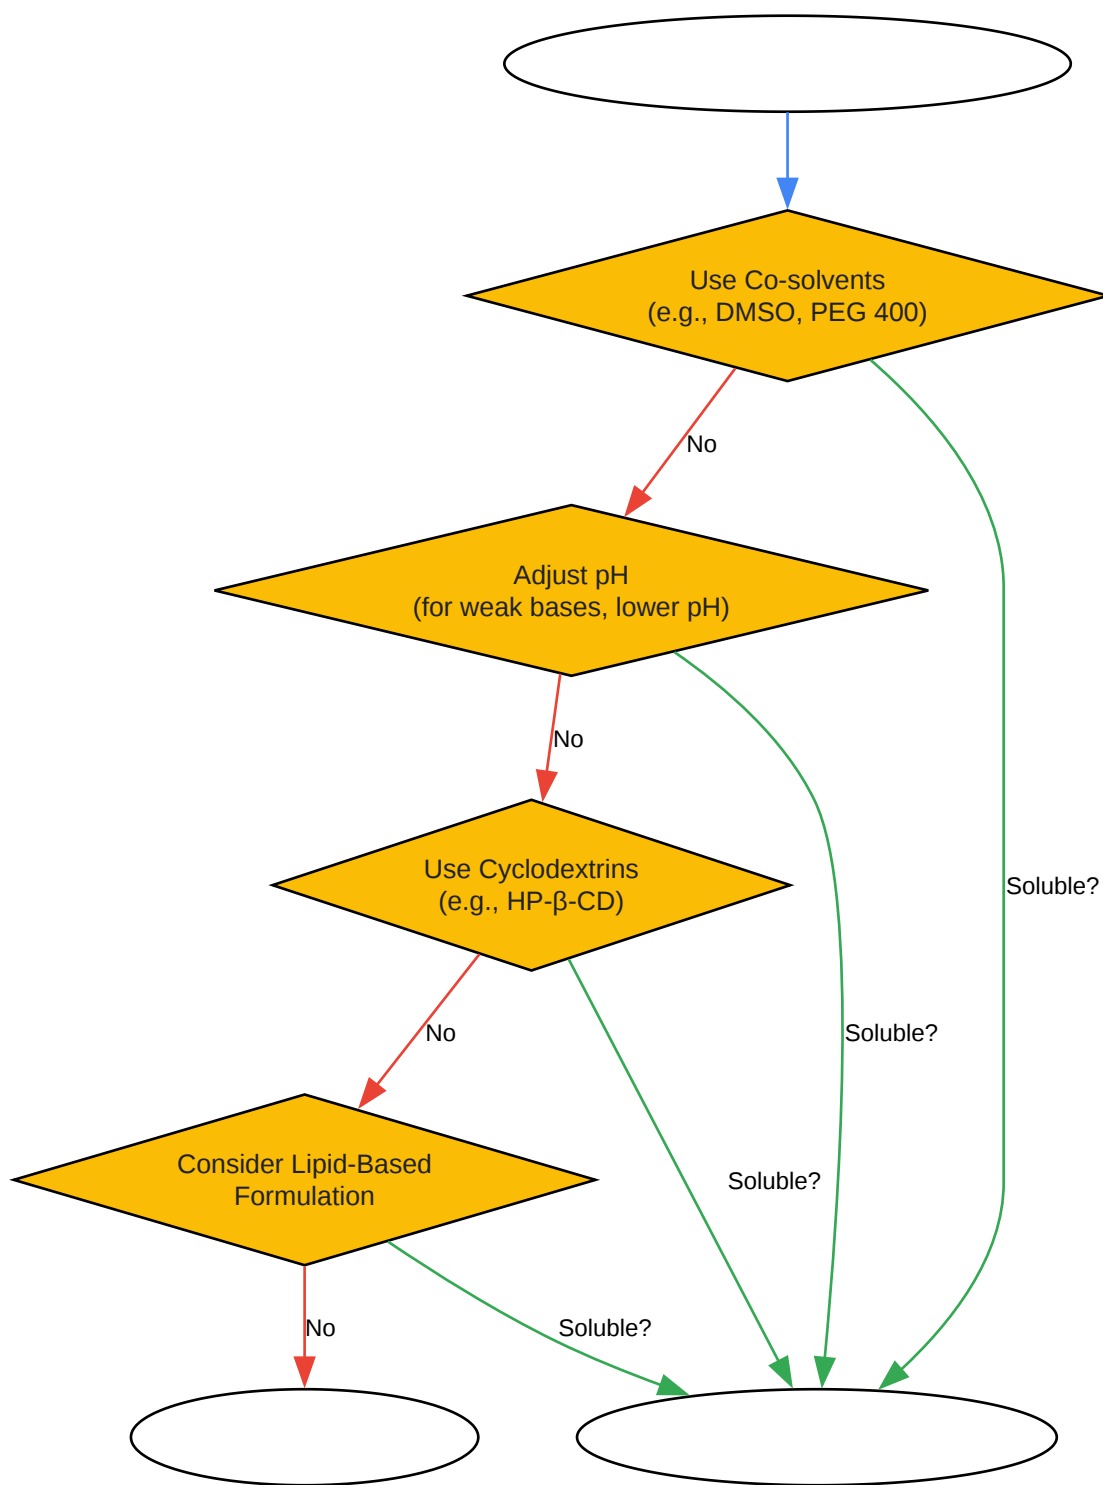 Use Co-solvents
(e.g., DMSO, PEG 400)
No
Adjust pH
(for weak bases, lower pH)
No
Use Cyclodextrins
(e.g., HP-β-CD)
Soluble?
No
Soluble?
Consider Lipid-Based
Formulation
Soluble?
No
Soluble?